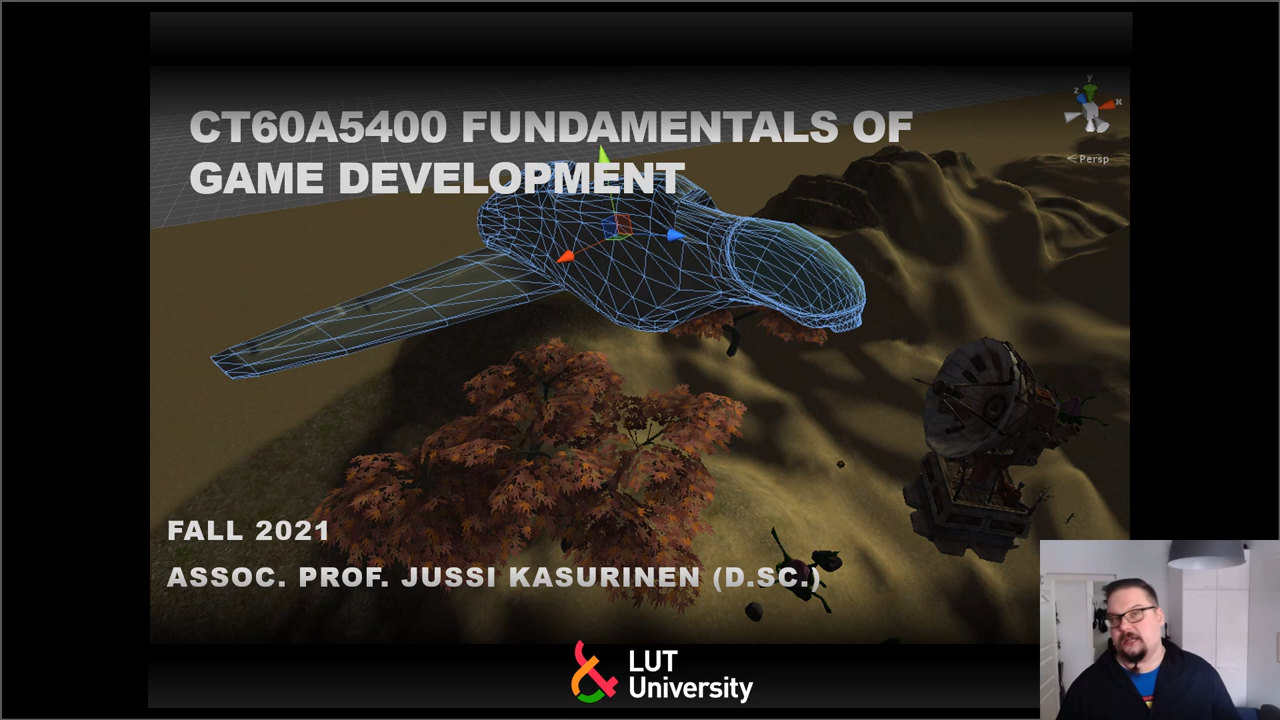 CT60A5400 FUNDAMENTALS OF
GAME DEVELOPMENT
y
z
x
< Persp
FALL 2021
ASSOC. PROF. JUSSI KASURINEN (D.SC.)
LUT
University